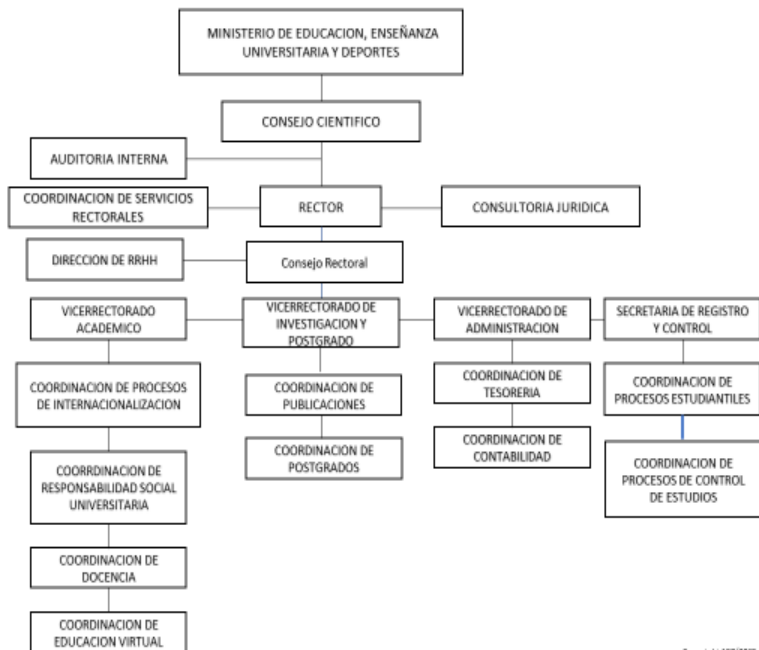 MINISTERIO DE EDUCACION, ENSEÑANZA
UNIVERSITARIA Y DEPORTES
CONSEJO CIENTIFICO
AUDITORIA INTERNA
COORDINACION DE SERVICIOS
RECTORALES
RECTOR
CONSULTORIA JURIDICA
DIRECCION DE RRHH
Consejo Rectoral
VICERRECTORADO
ACADEMICO
VICERRECTORADO DE
INVESTIGACION Y
POSTGRADO
VICERRECTORADO DE
ADMINISTRACION
SECRETARIA DE REGISTRO
Y CONTROL
COORDINACION DE PROCESOS
DE INTERNACIONALIZACION
COORDINACION DE
PUBLICACIONES
COORDINACION DE
TESORERIA
COORDINACION DE
PROCESOS ESTUDIANTILES
COORDINACION DE
POSTGRADOS
COORDINACION DE
CONTABILIDAD
COORDINACION DE
PROCESOS DE CONTROL
DE ESTUDIOS
COORRDINACION DE
RESPONSABILIDAD SOCIAL
UNIVERSITARIA
COORDINACION DE
DOCENCIA
COORDINACION DE
EDUCACION VIRTUAL